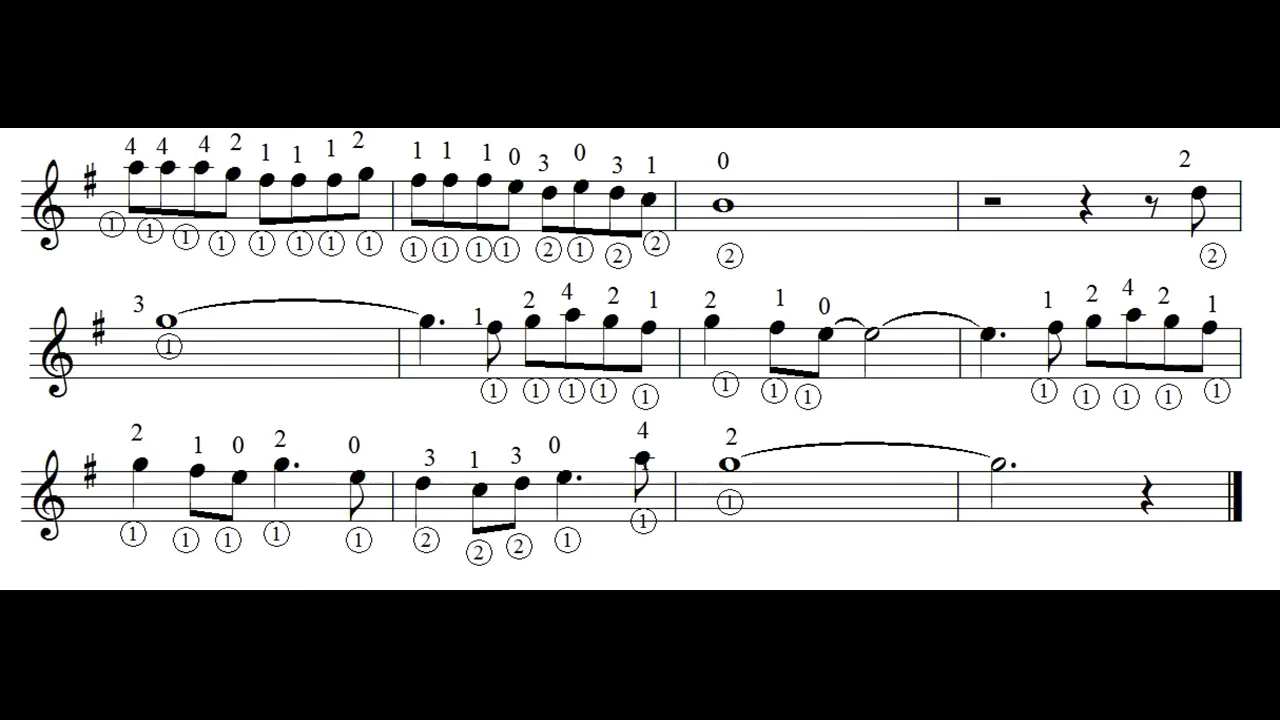 4 4 4 2 1 1 1 2 1 1 1 0 3 0 3 1 0 2
① ① ① ① ① ① ① ① ① ① ① ① ② ① ② ② ② ②
3 1 2 4 2 1 2 1 0 1 2 4 2 1
① ① ① ① ① ① ① ① ① ① ① ① ① ①
2 1 0 2 0 3 1 3 0 4 2
① ① ① ① ① ② ② ② ① ① ①